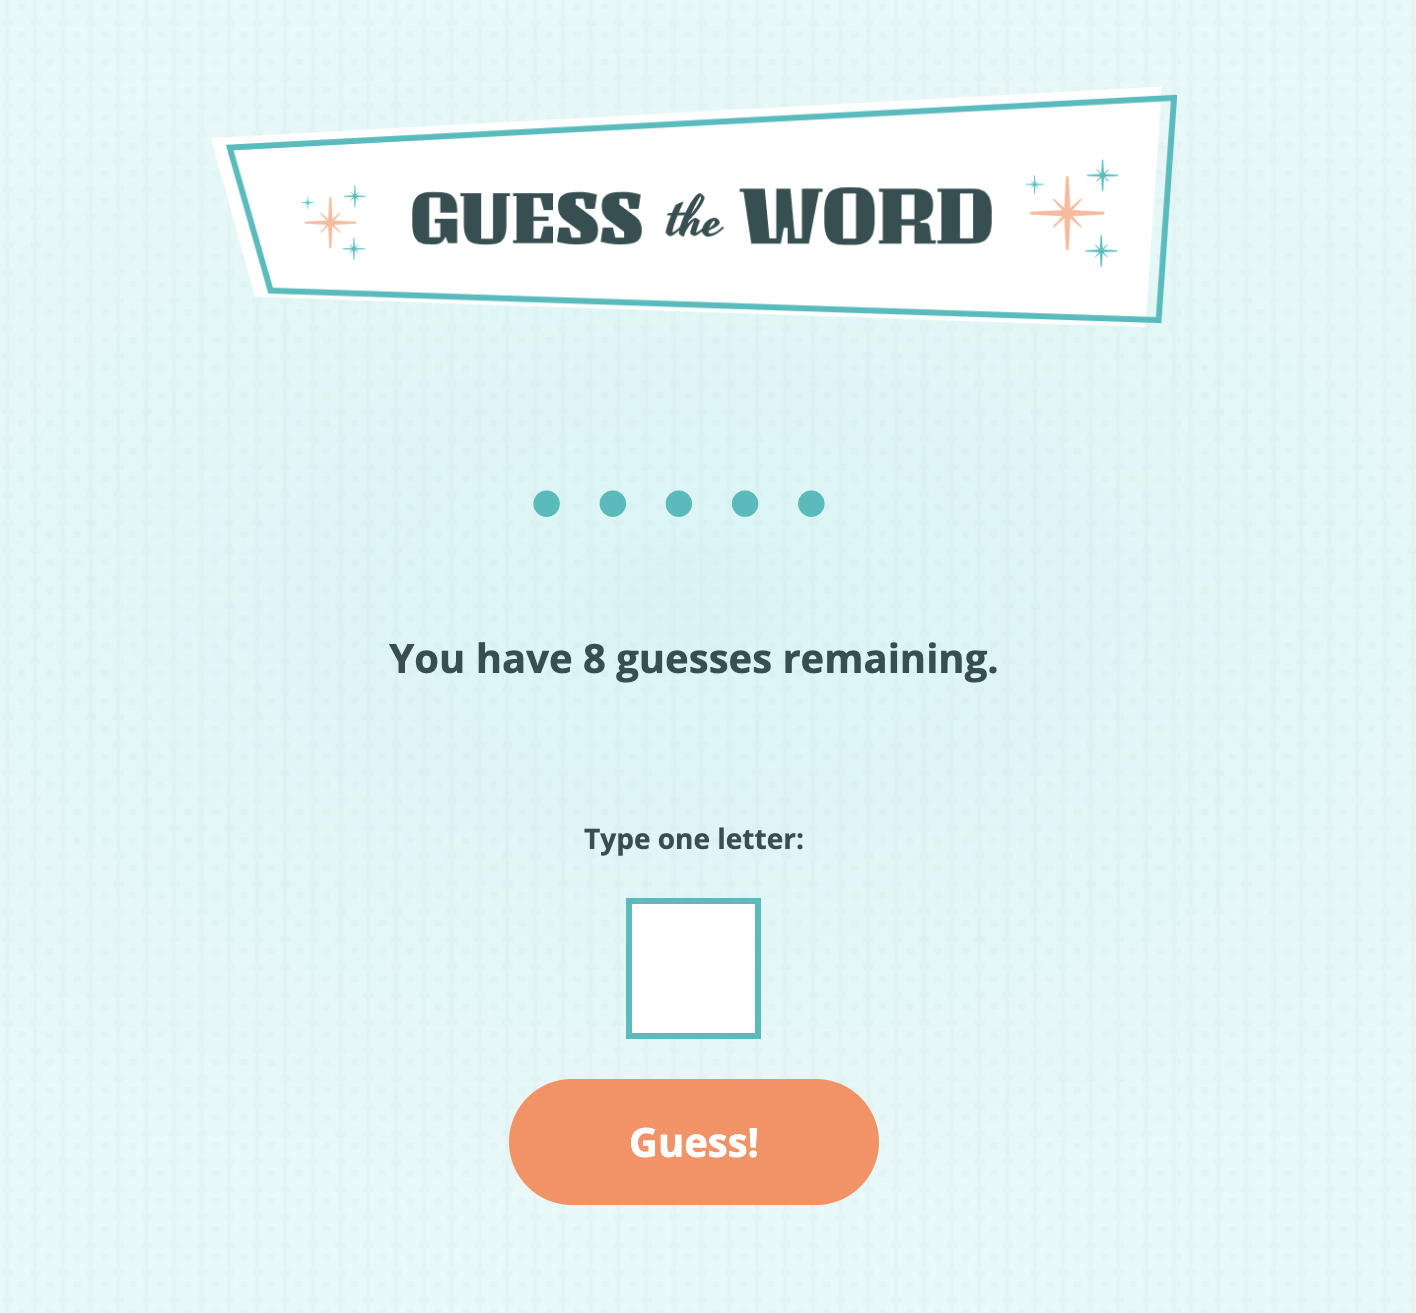 GUESS the WORD
● ● ● ● ●
You have 8 guesses remaining.
Type one letter:
Guess!